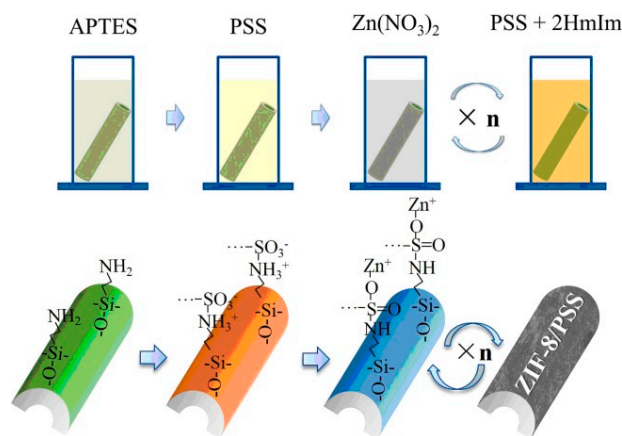 APTES
PSS
Zn(NO₃)₂
PSS + 2HmIm
× n
Zn⁺
O
····S=O
NH
-Si-
-O-
SO₃⁻
NH₃⁺
-Si-
-O-
NH₂
-Si-
-O-
Zn⁺
O
····S=O
NH
-Si-
-O-
SO₃⁻
NH₃⁺
-Si-
-O-
NH₂
-Si-
-O-
× n
ZIF-8/PSS